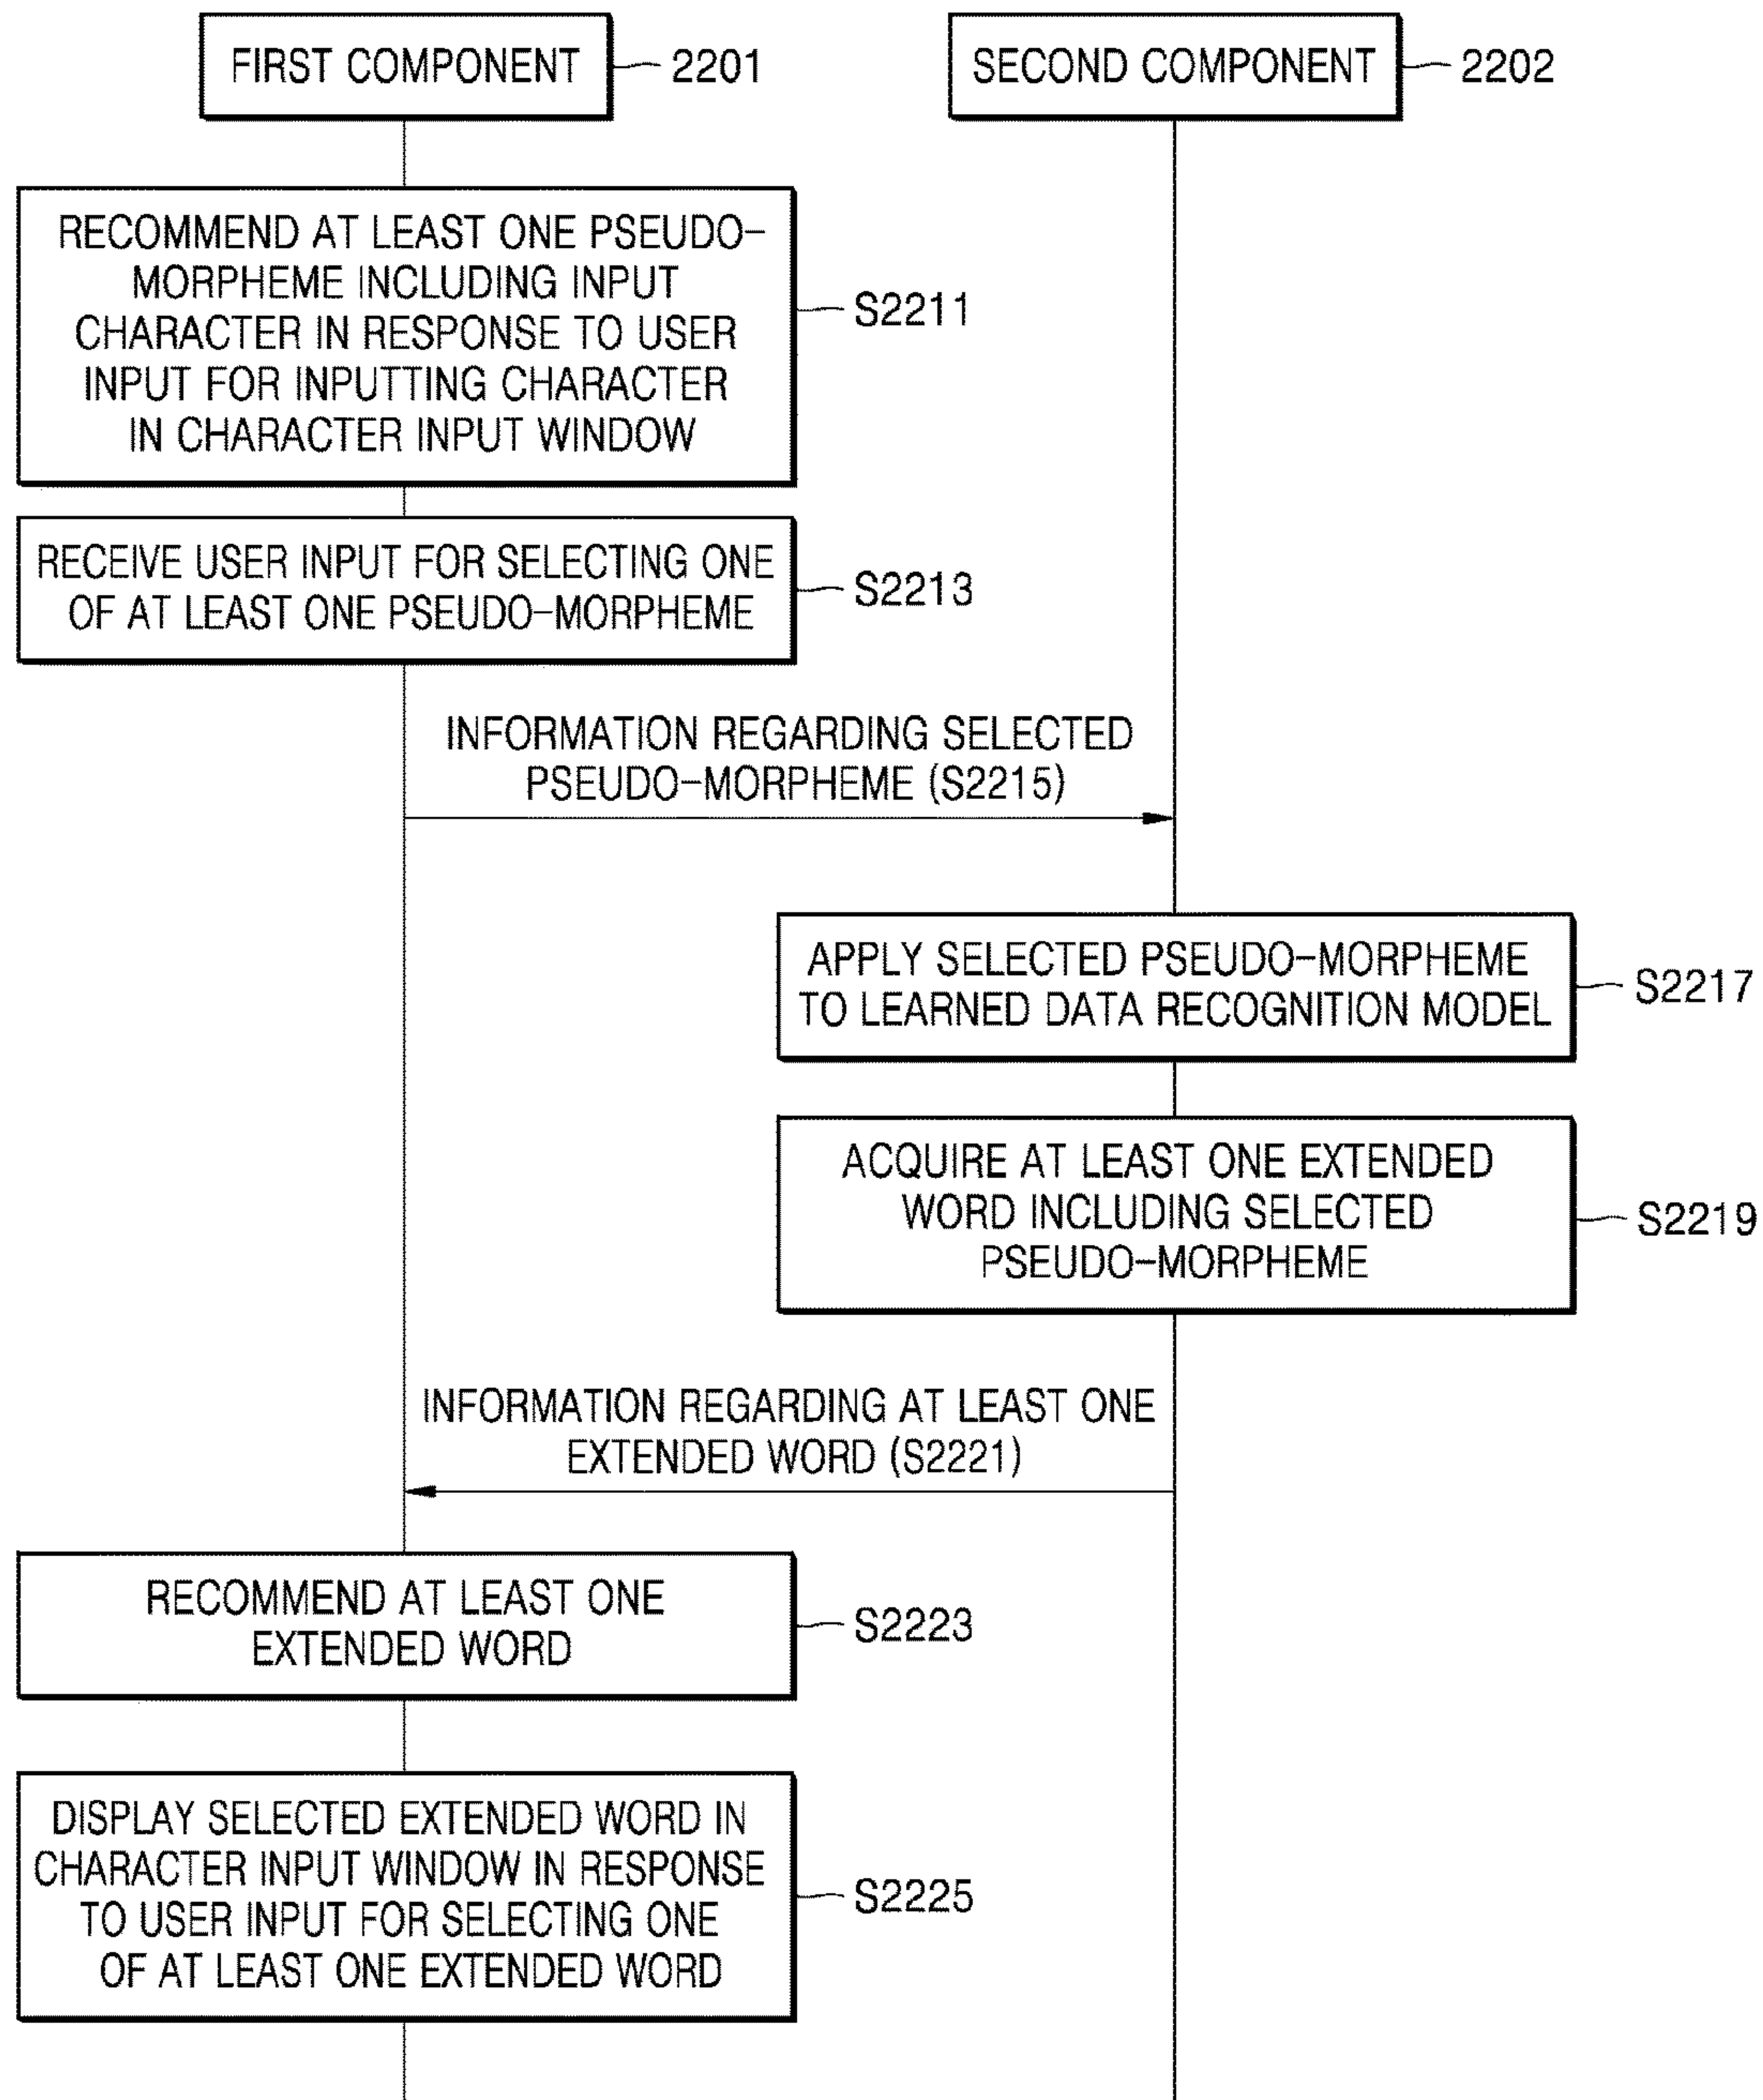 FIRST COMPONENT
2201
SECOND COMPONENT
2202
RECOMMEND AT LEAST ONE PSEUDO-
MORPHEME INCLUDING INPUT
CHARACTER IN RESPONSE TO USER
INPUT FOR INPUTTING CHARACTER
IN CHARACTER INPUT WINDOW
S2211
RECEIVE USER INPUT FOR SELECTING ONE
OF AT LEAST ONE PSEUDO-MORPHEME
S2213
INFORMATION REGARDING SELECTED
PSEUDO-MORPHEME (S2215)
APPLY SELECTED PSEUDO-MORPHEME
TO LEARNED DATA RECOGNITION MODEL
S2217
ACQUIRE AT LEAST ONE EXTENDED
WORD INCLUDING SELECTED
PSEUDO-MORPHEME
S2219
INFORMATION REGARDING AT LEAST ONE
EXTENDED WORD (S2221)
RECOMMEND AT LEAST ONE
EXTENDED WORD
S2223
DISPLAY SELECTED EXTENDED WORD IN
CHARACTER INPUT WINDOW IN RESPONSE
TO USER INPUT FOR SELECTING ONE
OF AT LEAST ONE EXTENDED WORD
S2225